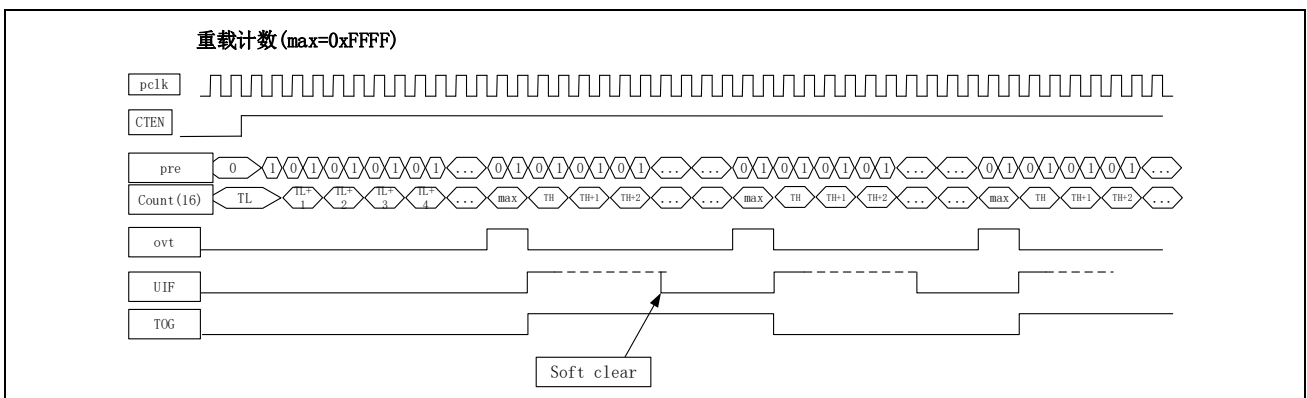 重载计数(max=0xFFFF)
pclk
CTEN
pre 0 1 0 1 0 1 0 1 0 1 ... 0 1 0 1 0 1 0 1 ... ... 0 1 0 1 0 1 0 1 ... ... 0 1 0 1 0 1 0 1 ...
Count(16) TL TL+1 TL+2 TL+3 TL+4 ... max TH TH+1 TH+2 ... ... max TH TH+1 TH+2 ... ... max TH TH+1 TH+2 ...
ovt
UIF
TOG
Soft clear